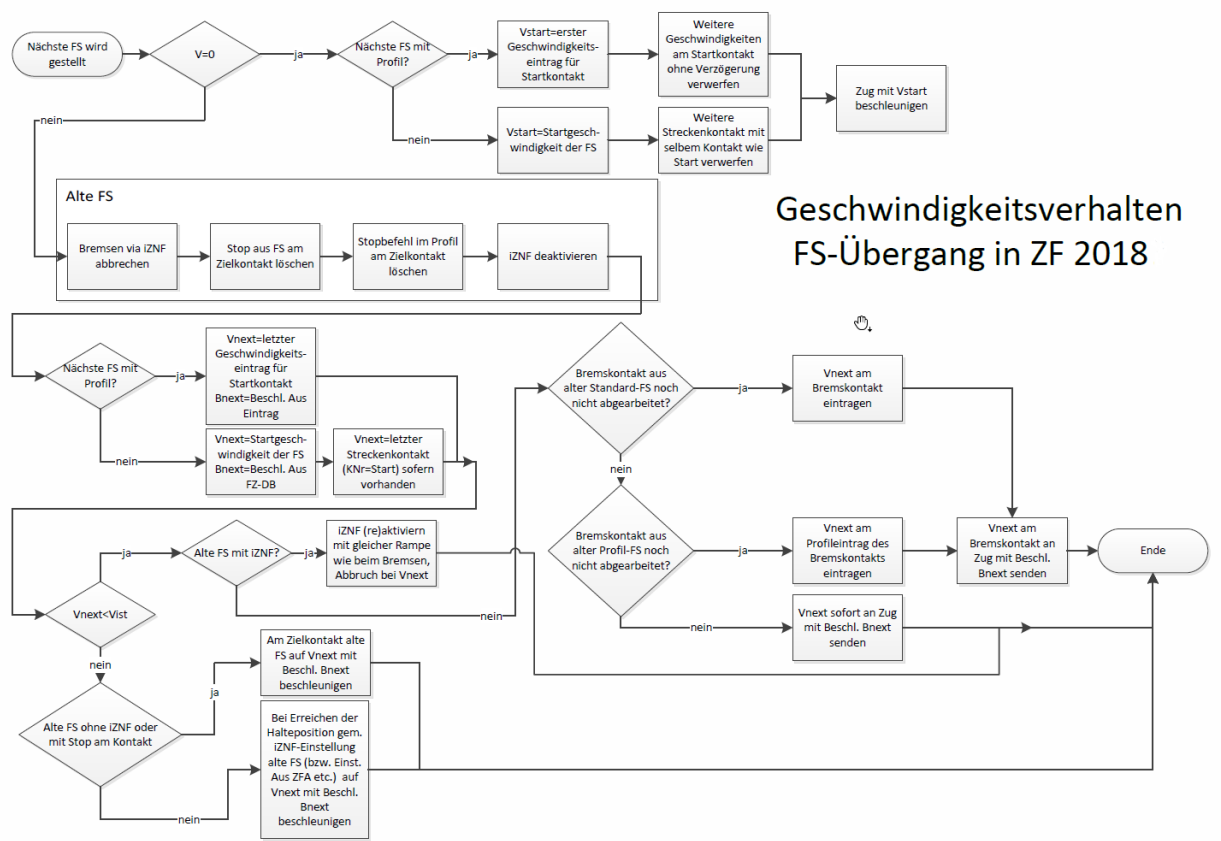 Nächste FS wird
gestellt
V=0
ja
Nächste FS mit
Profil?
ja
Vstart=erster
Geschwindigkeits-
eintrag für
Startkontakt
Weitere
Geschwindigkeiten
am Startkontakt
ohne Verzögerung
verwerfen
Zug mit Vstart
beschleunigen
nein
nein
Vstart=Startgesch-
windigkeit der FS
Weitere
Streckenkontakt mit
selbem Kontakt wie
Start verwerfen
Alte FS
Bremsen via iZNF
abbrechen
Stop aus FS am
Zielkontakt löschen
Stopbefehl im Profil
am Zielkontakt
löschen
iZNF deaktivieren
Geschwindigkeitsverhalten
FS-Übergang in ZF 2018
Nächste FS mit
Profil?
ja
Vnext=letzter
Geschwindigkeits-
eintrag für
Startkontakt
Bnext=Beschl. Aus
Eintrag
nein
Vnext=Startgesch-
windigkeit der FS
Bnext=Beschl. Aus
FZ-DB
Vnext=letzter
Streckenkontakt
(KNr=Start) sofern
vorhanden
Bremskontakt aus
alter Standard-FS noch
nicht abgearbeitet?
ja
Vnext am
Bremskontakt
eintragen
nein
Bremskontakt aus
alter Profil-FS noch
nicht abgearbeitet?
ja
Vnext am
Profileintrag des
Bremskontakts
eintragen
Vnext am
Bremskontakt an
Zug mit Beschl.
Bnext senden
Ende
nein
Vnext sofort an Zug
mit Beschl. Bnext
senden
Vnext<Vist
ja
Alte FS mit iZNF?
ja
iZNF (re)aktiviern
mit gleicher Rampe
wie beim Bremsen,
Abbruch bei Vnext
nein
nein
Alte FS ohne iZNF oder
mit Stop am Kontakt
ja
Am Zielkontakt alte
FS auf Vnext mit
Beschl. Bnext
beschleunigen
nein
Bei Erreichen der
Halteposition gem.
iZNF-Einstellung
alte FS (bzw. Einst.
Aus ZFA etc.) auf
Vnext mit Beschl.
Bnext
beschleunigen